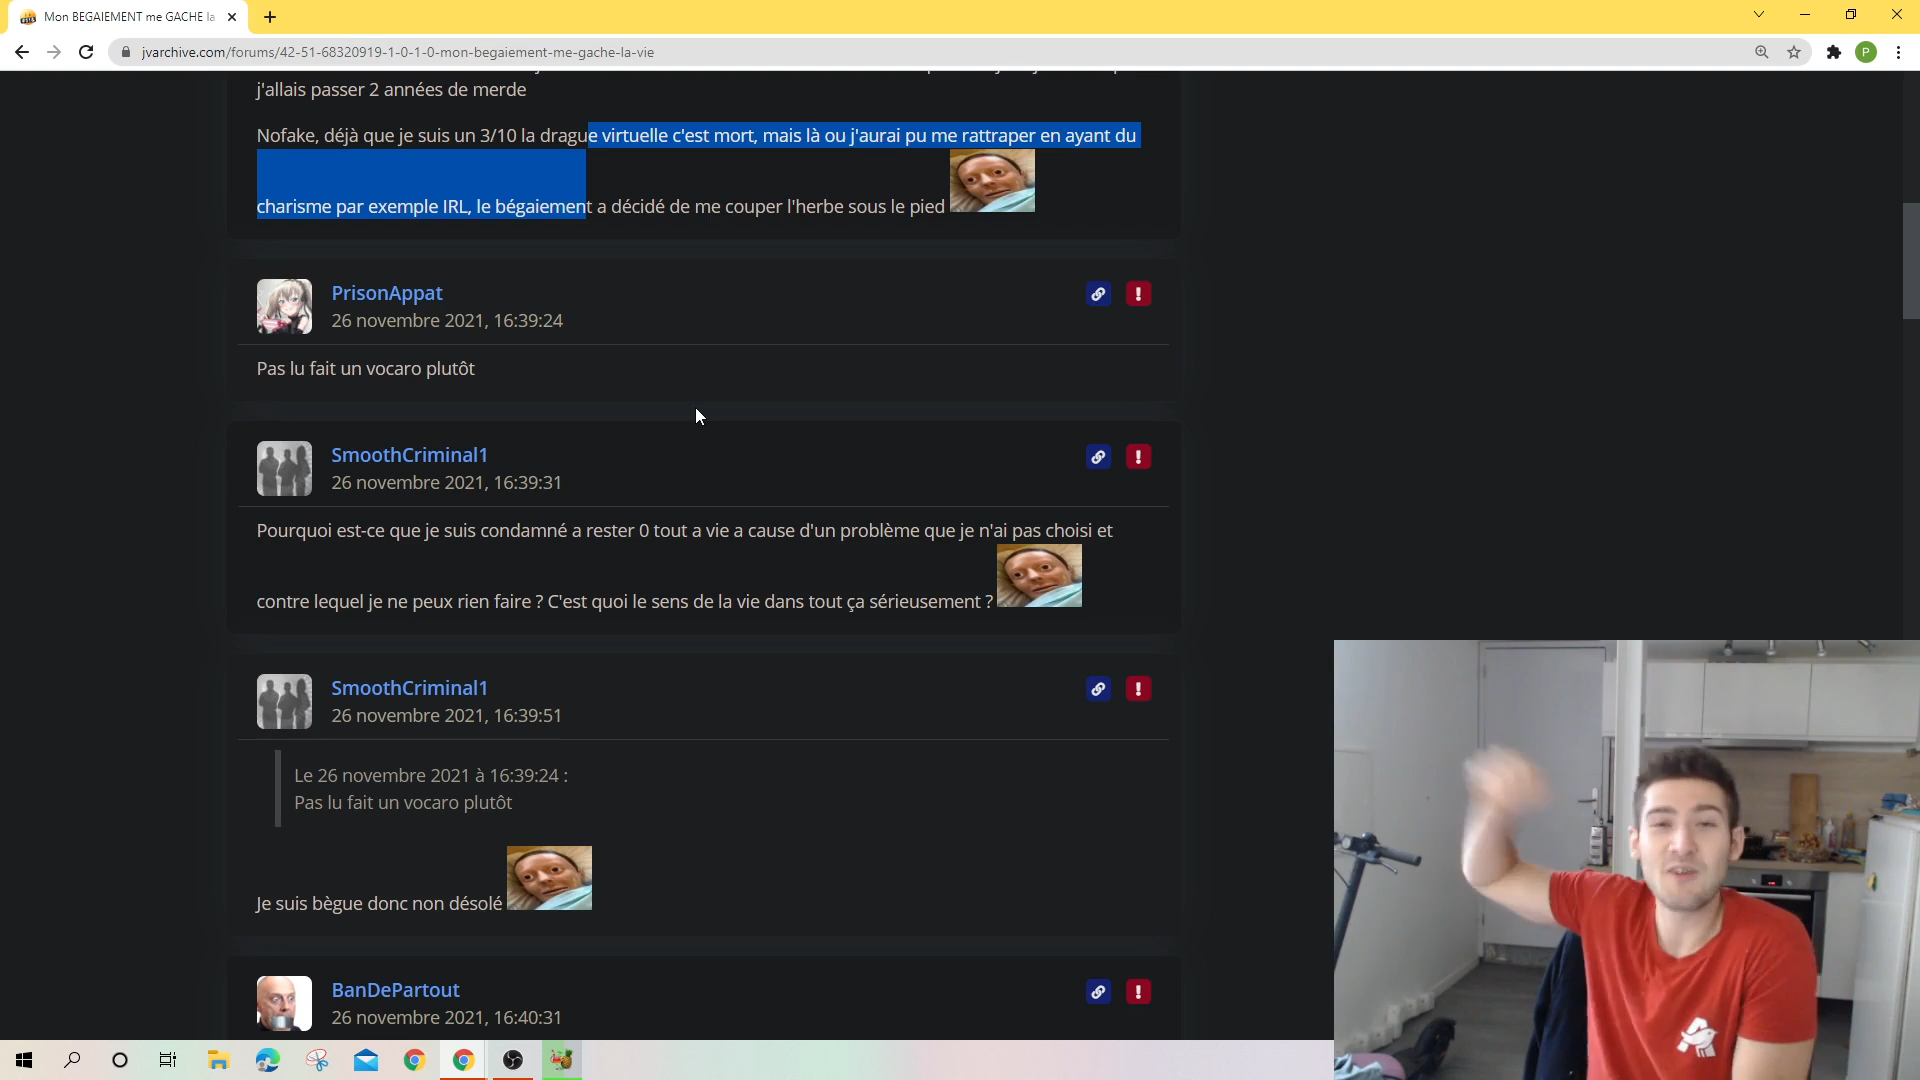 Mon BEGAIEMENT me GACHE la
jvarchive.com/forums/42-51-68320919-1-0-1-0-mon-begaiement-me-gache-la-vie
P
j'allais passer 2 années de merde
Nofake, déjà que je suis un 3/10 la drague virtuelle c'est mort, mais là ou j'aurai pu me rattraper en ayant du
charisme par exemple IRL, le bégaiement a décidé de me couper l'herbe sous le pied
PrisonAppat
26 novembre 2021, 16:39:24
Pas lu fait un vocaro plutôt
SmoothCriminal1
26 novembre 2021, 16:39:31
Pourquoi est-ce que je suis condamné a rester 0 tout a vie a cause d'un problème que je n'ai pas choisi et
contre lequel je ne peux rien faire ? C'est quoi le sens de la vie dans tout ça sérieusement ?
SmoothCriminal1
26 novembre 2021, 16:39:51
Le 26 novembre 2021 à 16:39:24 :
Pas lu fait un vocaro plutôt
Je suis bègue donc non désolé
BanDePartout
26 novembre 2021, 16:40:31